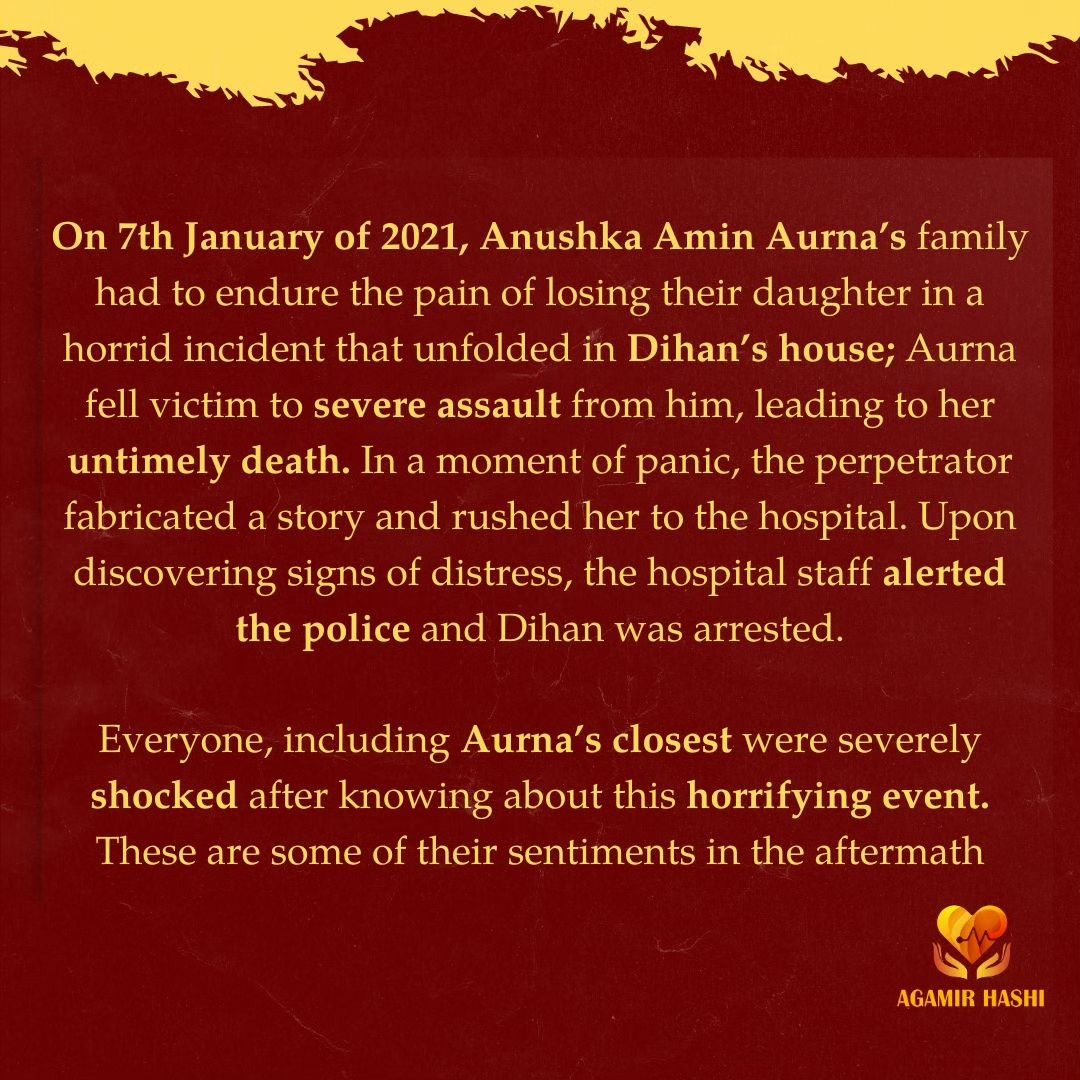 On 7th January of 2021, Anushka Amin Aurna’s family
had to endure the pain of losing their daughter in a
horrid incident that unfolded in Dihan’s house; Aurna
fell victim to severe assault from him, leading to her
untimely death. In a moment of panic, the perpetrator
fabricated a story and rushed her to the hospital. Upon
discovering signs of distress, the hospital staff alerted
the police and Dihan was arrested.
Everyone, including Aurna’s closest were severely
shocked after knowing about this horrifying event.
These are some of their sentiments in the aftermath
AGAMIR HASHI